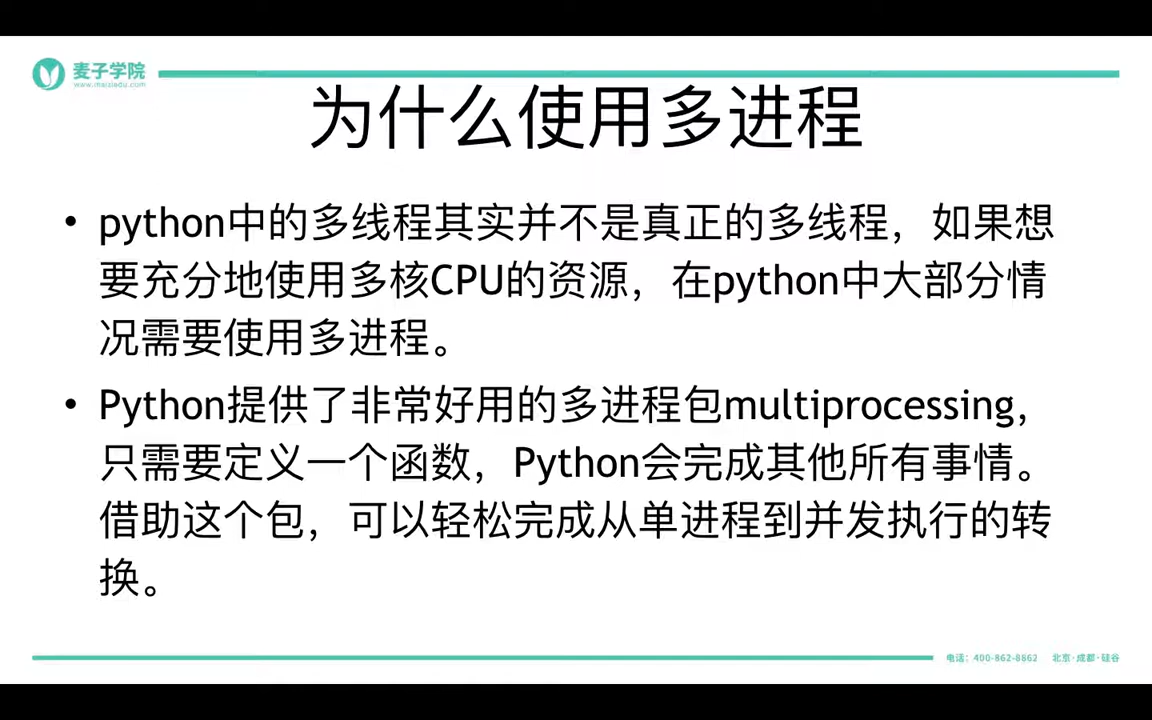 麦子学院
www.maiziedu.com
为什么使用多进程
• python中的多线程其实并不是真正的多线程，如果想
要充分地使用多核CPU的资源，在python中大部分情
况需要使用多进程。
• Python提供了非常好用的多进程包multiprocessing，
只需要定义一个函数，Python会完成其他所有事情。
借助这个包，可以轻松完成从单进程到并发执行的转
换。
电话：400-862-8862 北京·成都·硅谷